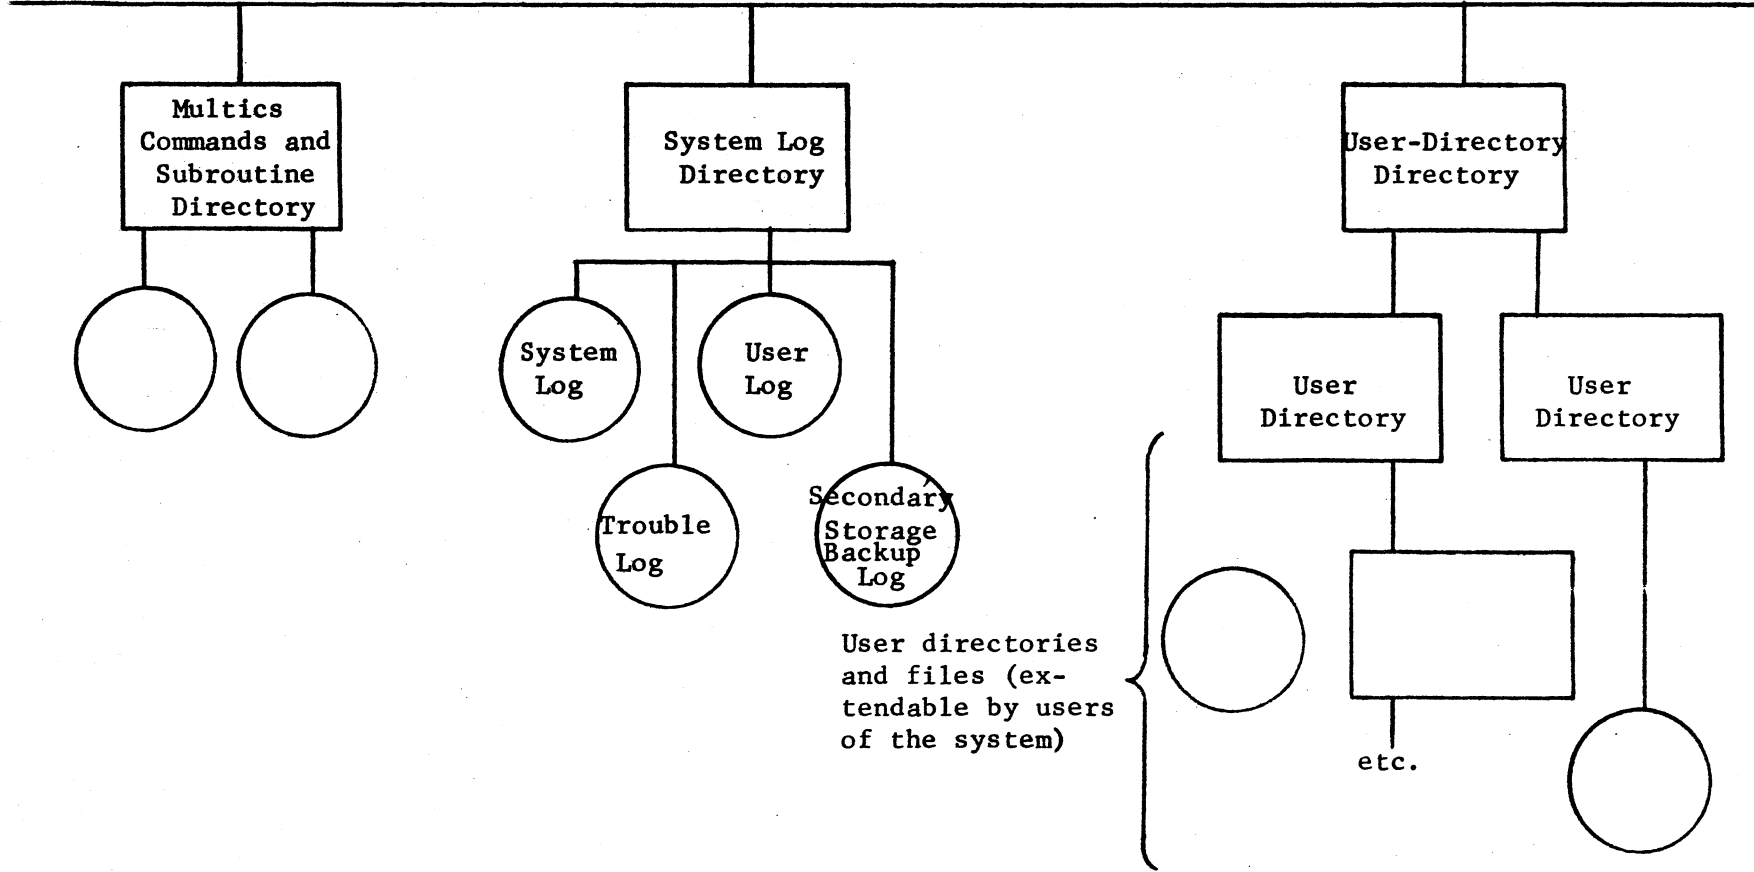 Multics
Commands and
Subroutine
Directory
System Log
Directory
User-Directory
Directory
System
Log
User
Log
Trouble
Log
Secondary
Storage
Backup
Log
User
Directory
User
Directory
User directories
and files (ex-
tendable by users
of the system)
etc.